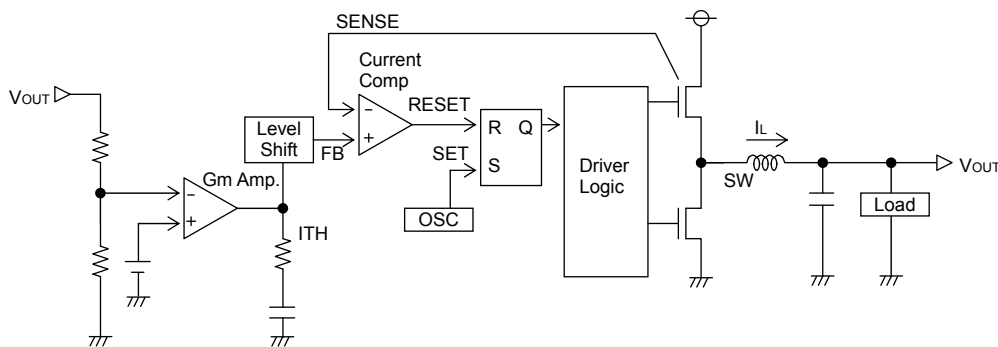 SENSE
Current
Comp
VOUT
RESET
Level
Shift
FB
R Q
SET
S
Gm Amp.
OSC
ITH
Driver
Logic
IL
SW
VOUT
Load
- 
+
-
+